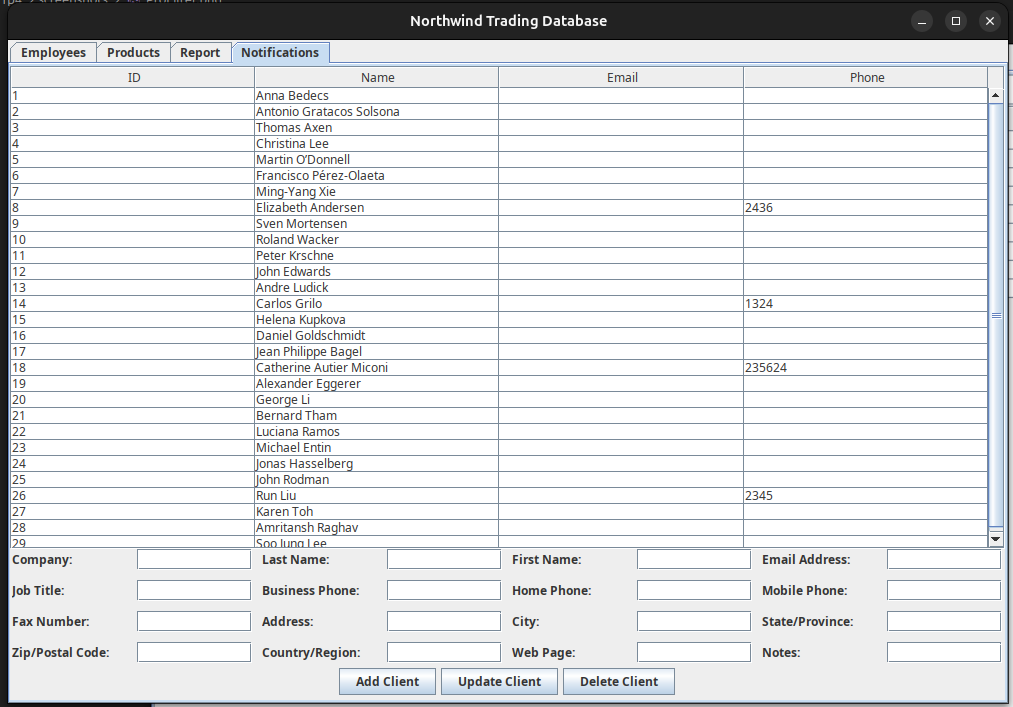 Northwind Trading Database
Employees Products Report Notifications
ID Name Email Phone
1 Anna Bedecs
2 Antonio Gratacos Solsona
3 Thomas Axen
4 Christina Lee
5 Martin O’Donnell
6 Francisco Pérez-Olaeta
7 Ming-Yang Xie
8 Elizabeth Andersen 2436
9 Sven Mortensen
10 Roland Wacker
11 Peter Krschne
12 John Edwards
13 Andre Ludick
14 Carlos Grilo 1324
15 Helena Kupkova
16 Daniel Goldschmidt
17 Jean Philippe Bagel
18 Catherine Autier Miconi 235624
19 Alexander Eggerer
20 George Li
21 Bernard Tham
22 Luciana Ramos
23 Michael Entin
24 Jonas Hasselberg
25 John Rodman
26 Run Liu 2345
27 Karen Toh
28 Amritansh Raghav
29 Soo Jung Lee
Company: Last Name: First Name: Email Address:
Job Title: Business Phone: Home Phone: Mobile Phone:
Fax Number: Address: City: State/Province:
Zip/Postal Code: Country/Region: Web Page: Notes:
Add Client Update Client Delete Client